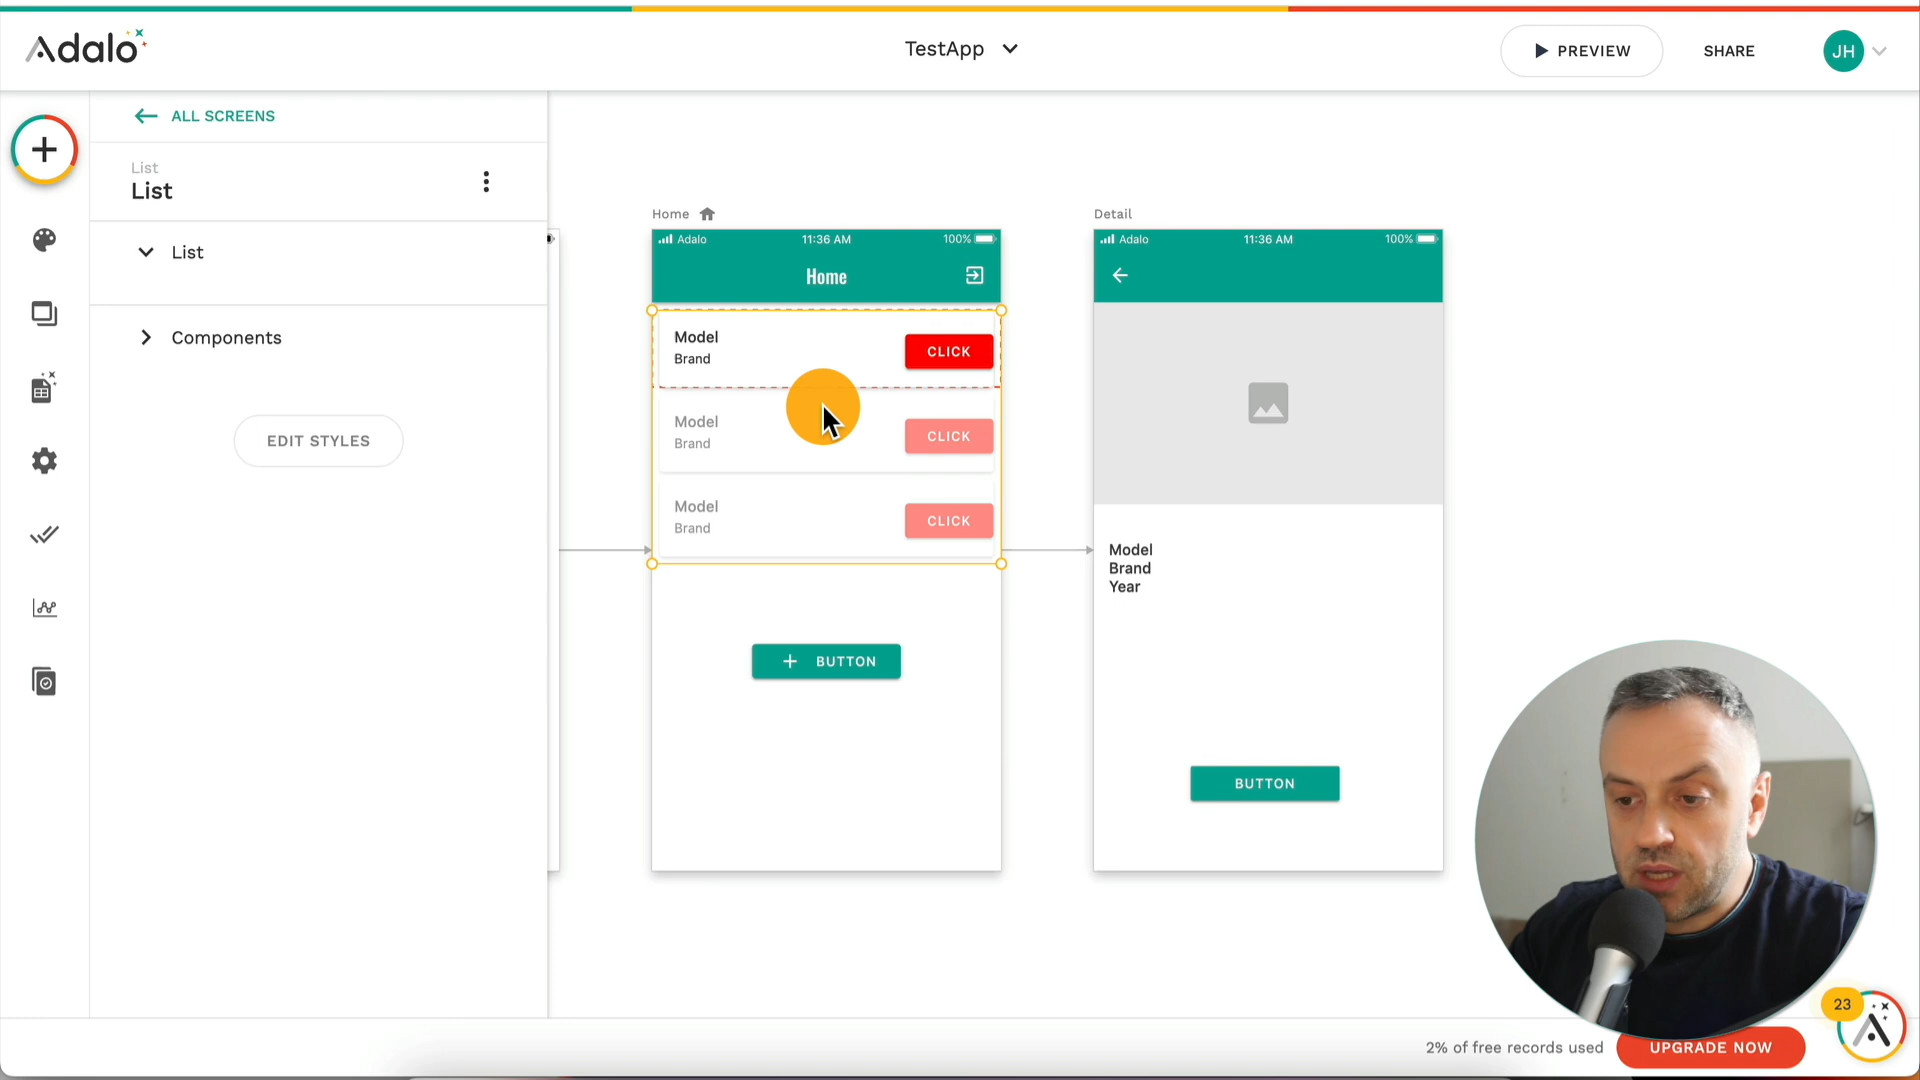 Adalo
TestApp
PREVIEW
SHARE
JH
ALL SCREENS
List
List
List
Components
EDIT STYLES
Home
Adalo 11:36 AM 100%
Home
Model
Brand
CLICK
Model
Brand
CLICK
Model
Brand
CLICK
+ BUTTON
Detail
Adalo 11:36 AM 100%
Model
Brand
Year
BUTTON
23
2% of free records used
UPGRADE NOW